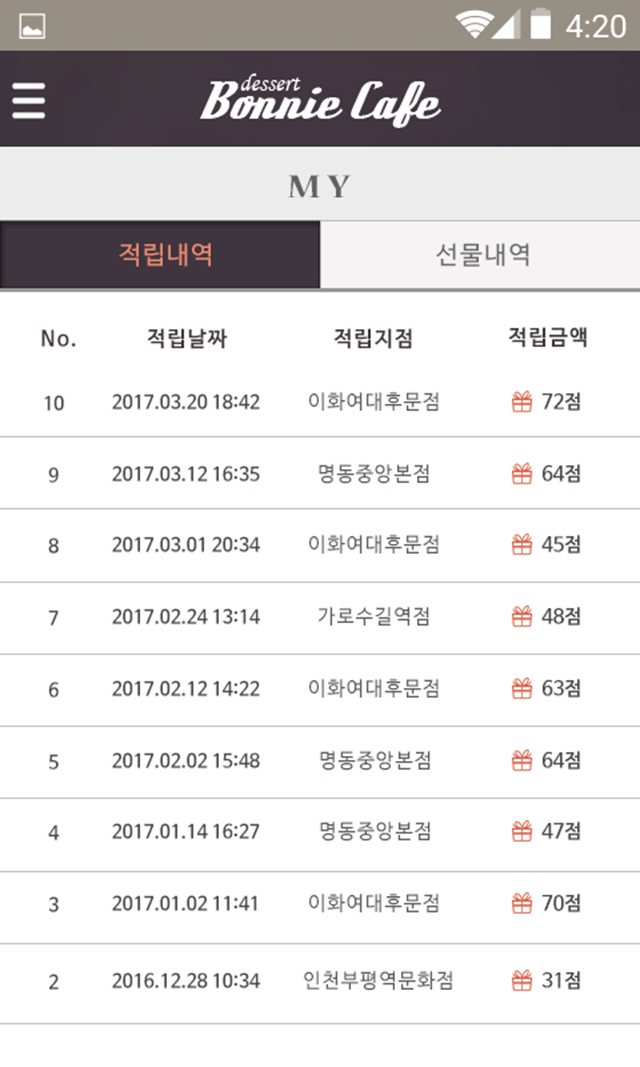 4:20
dessert
Bonnie Cafe
MY
적립내역 선물내역
No. 적립날짜 적립지점 적립금액
10 2017.03.20 18:42 이화여대후문점 72점
9 2017.03.12 16:35 명동중앙본점 64점
8 2017.03.01 20:34 이화여대후문점 45점
7 2017.02.24 13:14 가로수길역점 48점
6 2017.02.12 14:22 이화여대후문점 63점
5 2017.02.02 15:48 명동중앙본점 64점
4 2017.01.14 16:27 명동중앙본점 47점
3 2017.01.02 11:41 이화여대후문점 70점
2 2016.12.28 10:34 인천부평역문화점 31점